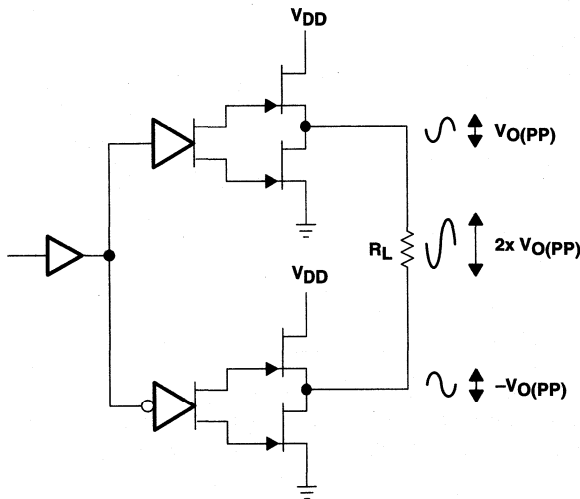 VDD
VO(PP)
RL
2x VO(PP)
VDD
–VO(PP)